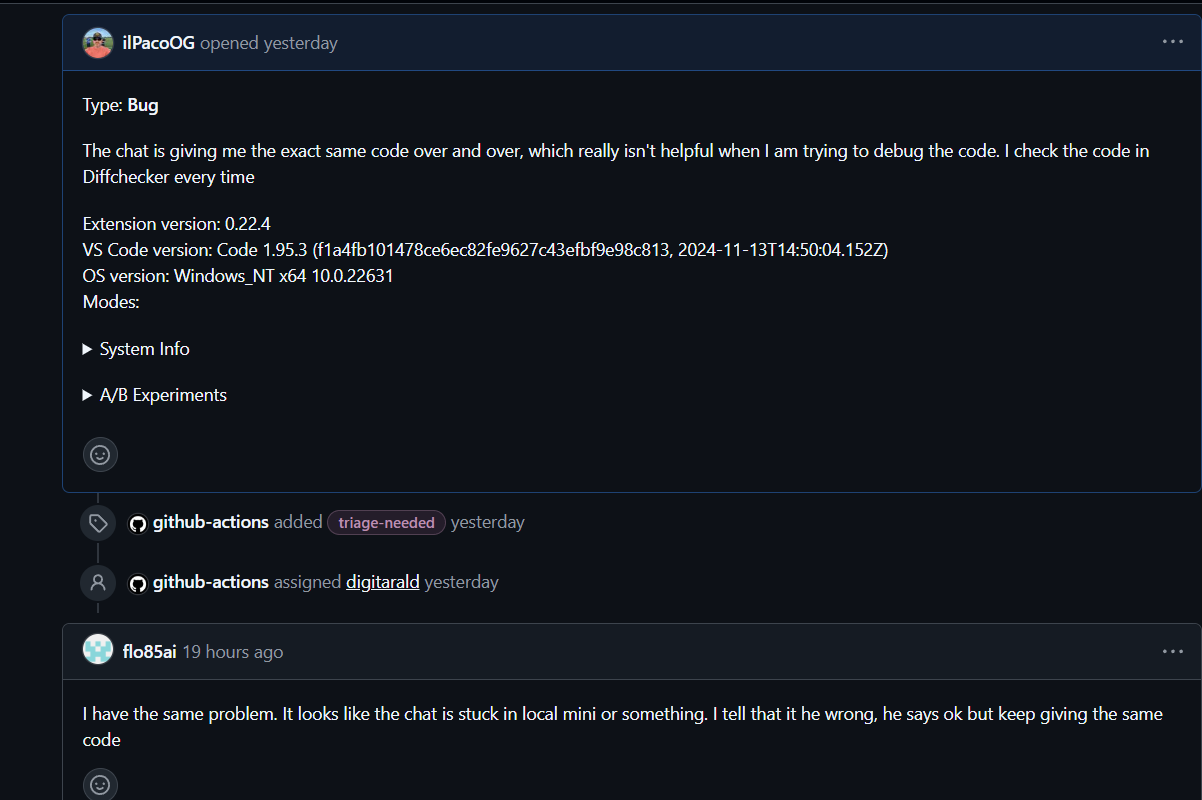 ilPacoOG opened yesterday
Type: Bug
The chat is giving me the exact same code over and over, which really isn't helpful when I am trying to debug the code. I check the code in
Diffchecker every time
Extension version: 0.22.4
VS Code version: Code 1.95.3 (f1a4fb101478ce6ec82fe9627c43efbf9e98c813, 2024-11-13T14:50:04.152Z)
OS version: Windows_NT x64 10.0.22631
Modes:
System Info
A/B Experiments
github-actions added triage-needed yesterday
github-actions assigned digitarald yesterday
flo85ai 19 hours ago
I have the same problem. It looks like the chat is stuck in local mini or something. I tell that it he wrong, he says ok but keep giving the same
code